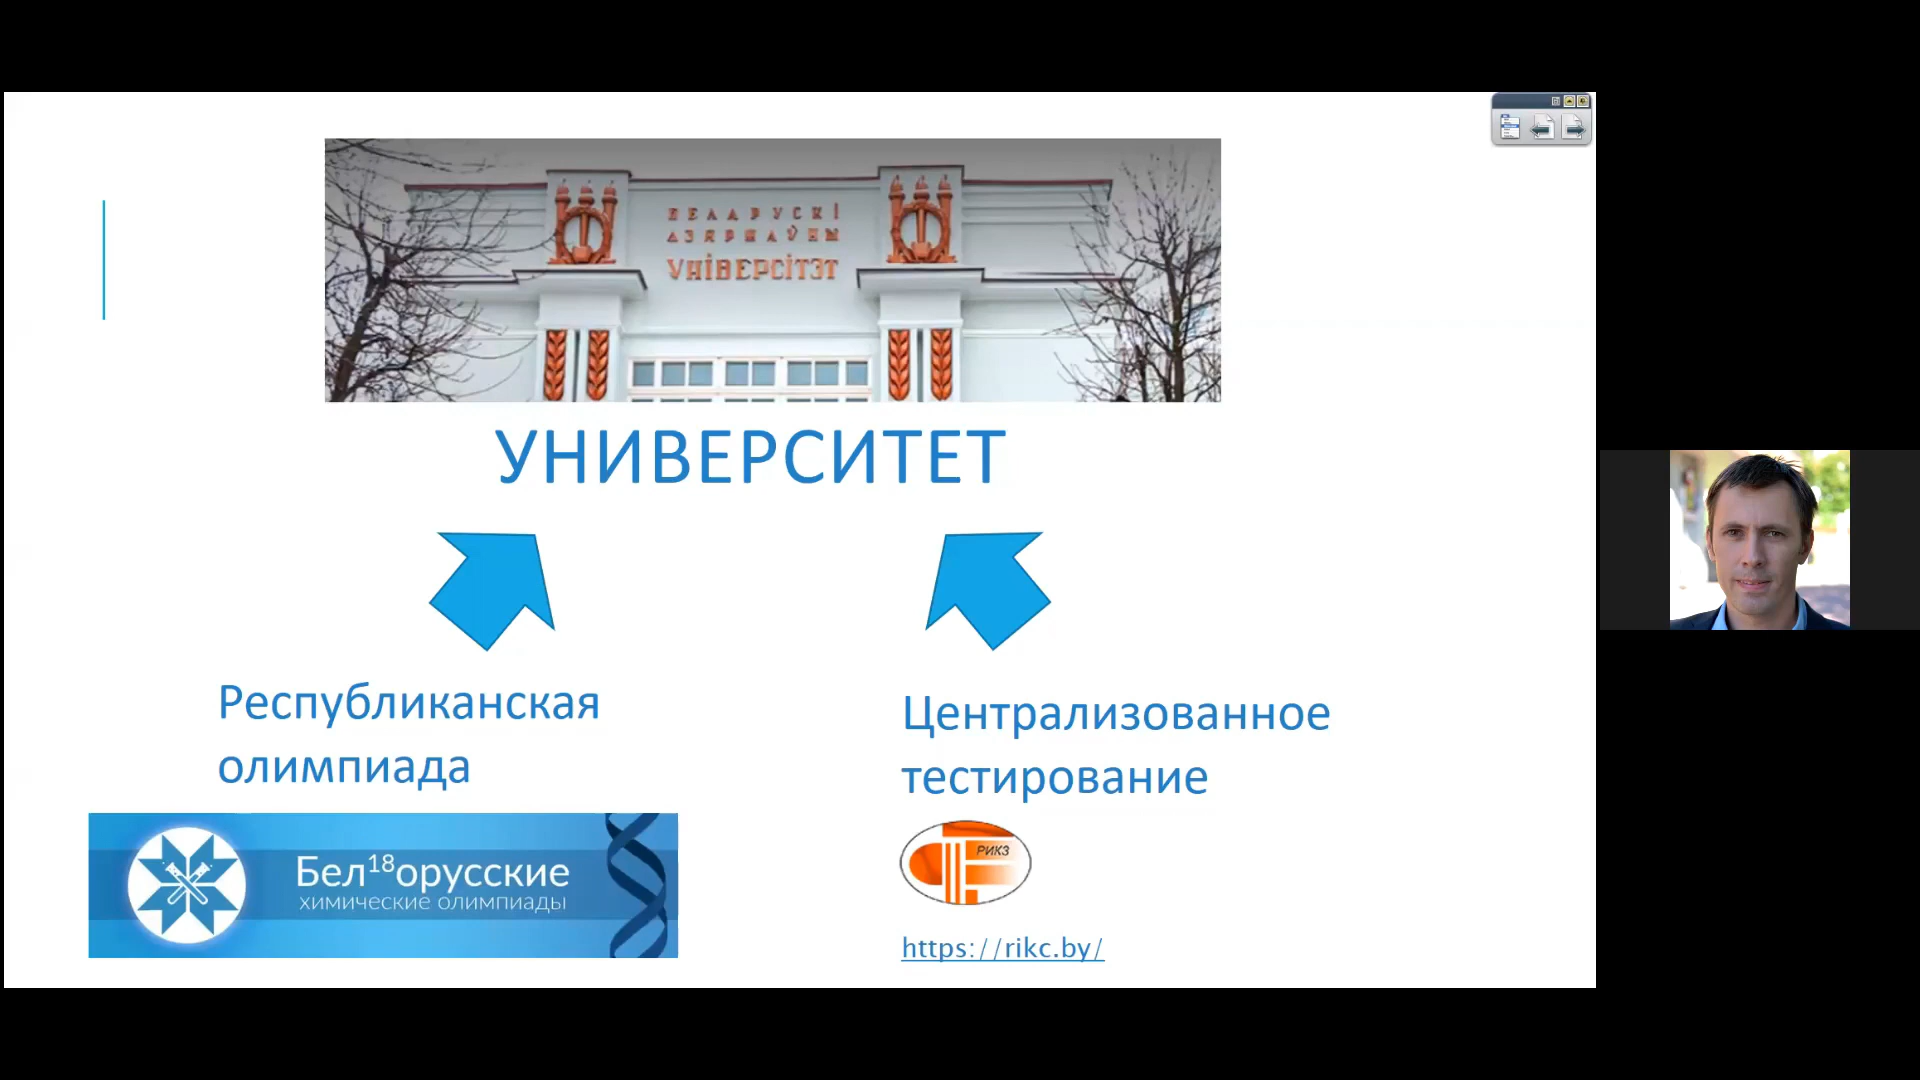 БЕЛАРУСКІ
ДЗЯРЖАЎНЫ
УНІВЕРСІТЭТ
УНИВЕРСИТЕТ
Республиканская
олимпиада
Бел18орусские
химические олимпиады
Централизованное
тестирование
РИКЗ
https://rikc.by/